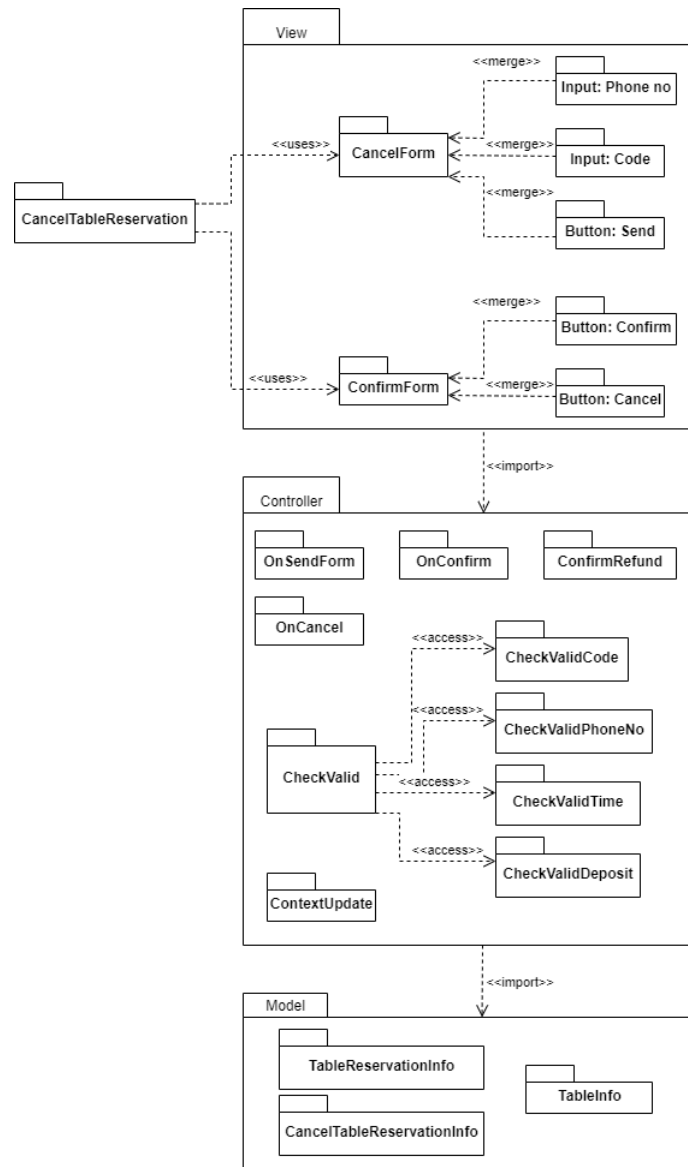 View
<<merge>>
Input: Phone no
<<uses>>
CancelForm
<<merge>>
Input: Code
<<merge>>
CancelTableReservation
Button: Send
<<merge>>
Button: Confirm
<<uses>>
ConfirmForm
<<merge>>
Button: Cancel
<<import>>
Controller
OnSendForm
OnConfirm
ConfirmRefund
OnCancel
<<access>>
CheckValidCode
<<access>>
CheckValidPhoneNo
CheckValid
<<access>>
CheckValidTime
<<access>>
CheckValidDeposit
ContextUpdate
<<import>>
Model
TableReservationInfo
TableInfo
CancelTableReservationInfo